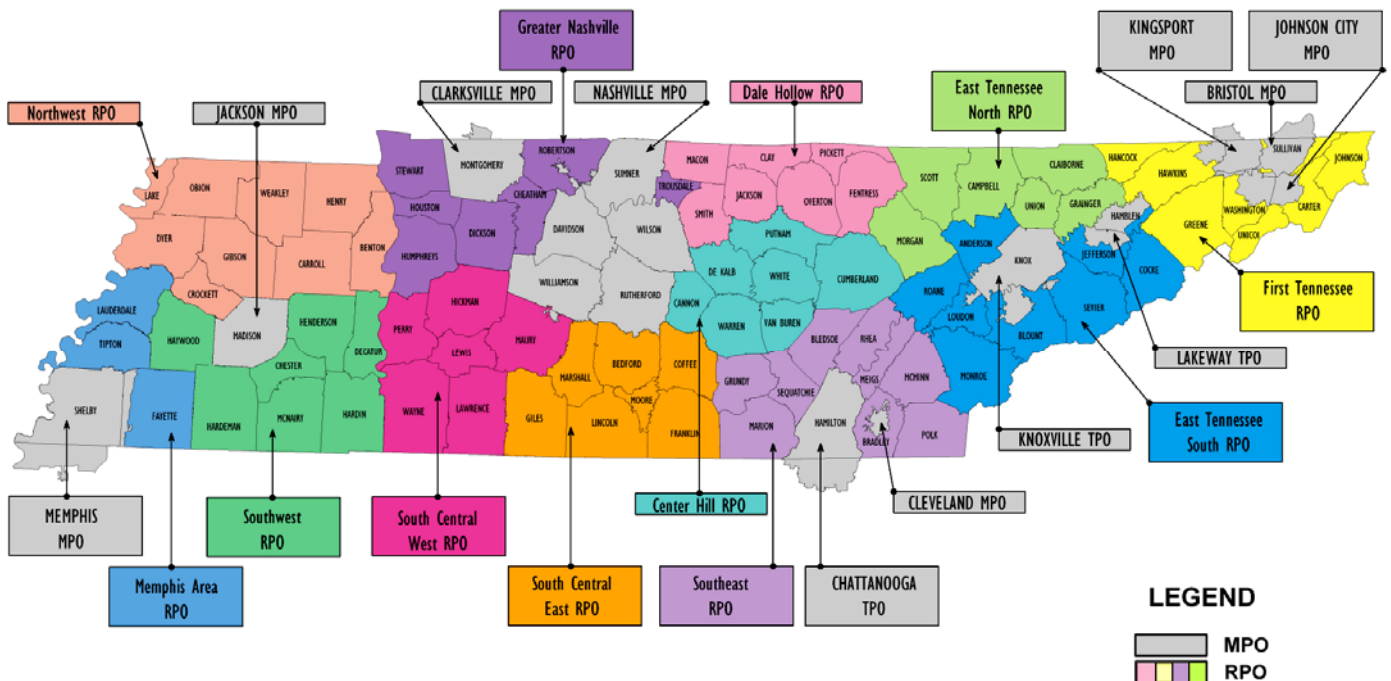 Greater Nashville
RPO
KINGSPORT
MPO
JOHNSON CITY
MPO
Northwest RPO
JACKSON MPO
CLARKSVILLE MPO
NASHVILLE MPO
Dale Hollow RPO
East Tennessee
North RPO
BRISTOL MPO
LAKE
OBION
WEAKLEY
HENRY
DYER
GIBSON
CARROLL
BENTON
CROCKETT
STEWART
MONTGOMERY
ROBERTSON
SUMNER
TROUSDALE
HOUSTON
CHEATHAM
DICKSON
HUMPHREYS
DAVIDSON
WILSON
WILLIAMSON
RUTHERFORD
MACON
CLAY
PICKETT
JACKSON
OVERTON
FENTRESS
SMITH
SCOTT
CAMPBELL
CLAIBORNE
UNION
GRAINGER
MORGAN
HANCOCK
HAWKINS
SULLIVAN
JOHNSON
GREENE
WASHINGTON
CARTER
UNICOI
HAMBLEN
JEFFERSON
COCKE
ANDERSON
KNOX
ROANE
LOUDON
BLOUNT
SEVIER
MONROE
PUTNAM
DE KALB
WHITE
CUMBERLAND
CANNON
WARREN
VAN BUREN
LAUDERDALE
TIPTON
HAYWOOD
MADISON
HENDERSON
DECATUR
CHESTER
SHELBY
FAYETTE
HARDEMAN
MCNAIRY
HARDIN
PERRY
HICKMAN
LEWIS
MAURY
WAYNE
LAWRENCE
GILES
MARSHALL
BEDFORD
COFFEE
MOORE
LINCOLN
FRANKLIN
GRUNDY
SEQUATCHIE
BLEDSOE
RHEA
MEIGS
MCMINN
MARION
HAMILTON
BRADLEY
POLK
First Tennessee
RPO
LAKEWAY TPO
East Tennessee
South RPO
KNOXVILLE TPO
CLEVELAND MPO
MEMPHIS
MPO
Southwest
RPO
South Central
West RPO
Center Hill RPO
Memphis Area
RPO
South Central
East RPO
Southeast
RPO
CHATTANOOGA
TPO
LEGEND
MPO
RPO